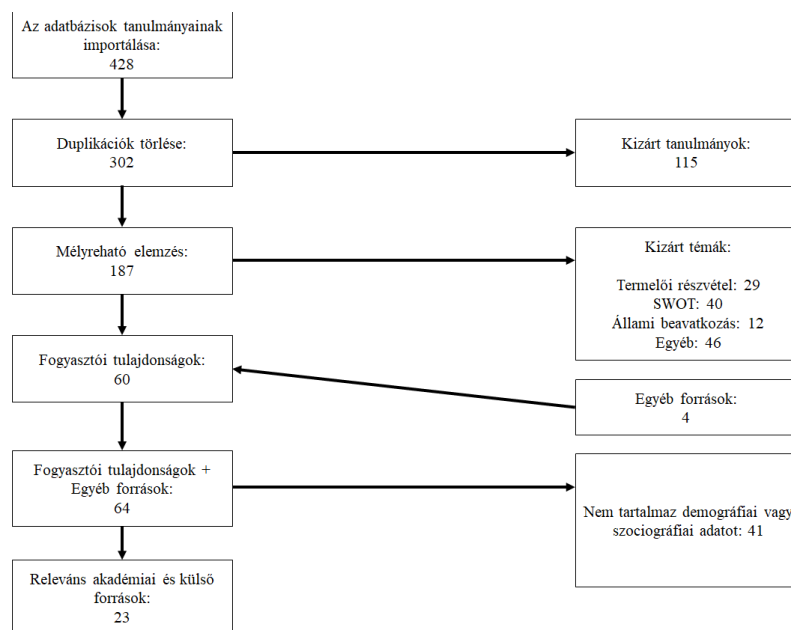 Az adatbázisok tanulmányainak
importálása:
428
Duplikációk törlése:
302
Kizárt tanulmányok:
115
Mélyreható elemzés:
187
Kizárt témák:
Termelői részvétel: 29
SWOT: 40
Állami beavatkozás: 12
Egyéb: 46
Fogyasztói tulajdonságok:
60
Egyéb források:
4
Fogyasztói tulajdonságok +
Egyéb források:
64
Nem tartalmaz demográfiai vagy
szociográfiai adatot: 41
Releváns akadémiai és külső
források:
23